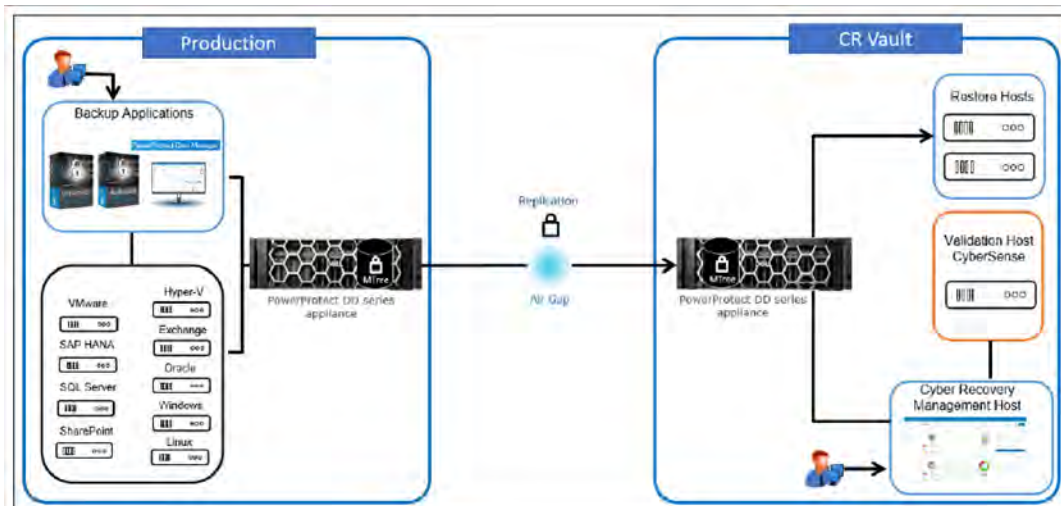 Production
CR Vault
Backup Applications
PowerProtect Data Manager
VMware
SAP HANA
SQL Server
SharePoint
Hyper-V
Exchange
Oracle
Windows
Linux
MTree
PowerProtect DD series
appliance
Replication
Air Gap
MTree
PowerProtect DD series
appliance
Restore Hosts
Validation Host
CyberSense
Cyber Recovery
Management Host